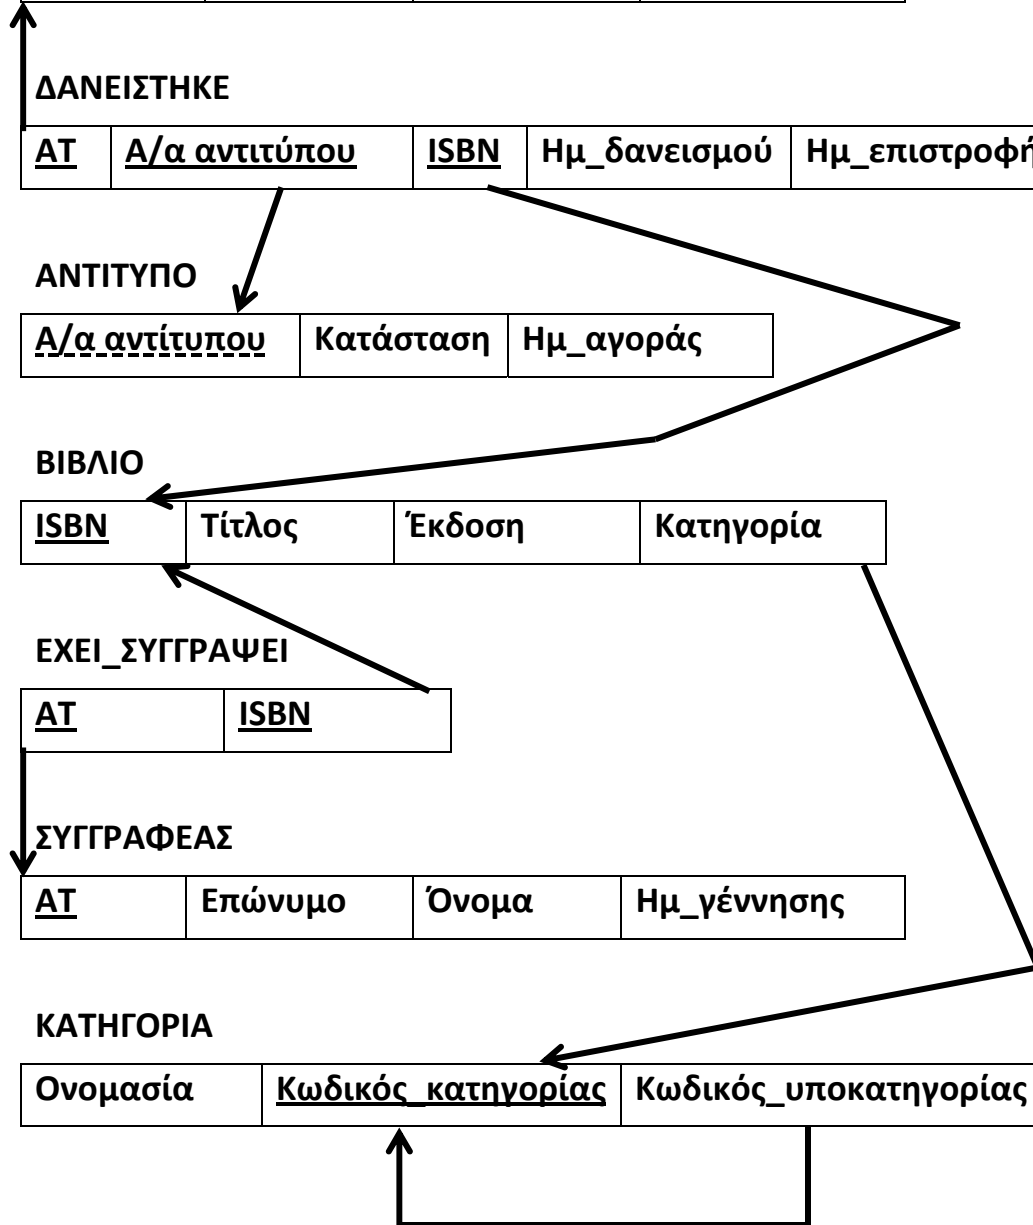 ΔΑΝΕΙΣΤΗΚΕ
ΑΤ Α/α αντιτύπου ISBN Ημ_δανεισμού Ημ_επιστροφή
ΑΝΤΙΤΥΠΟ
Α/α αντίτυπου Κατάσταση Ημ_αγοράς
ΒΙΒΛΙΟ
ISBN Τίτλος Έκδοση Κατηγορία
ΕΧΕΙ_ΣΥΓΓΡΑΨΕΙ
ΑΤ ISBN
ΣΥΓΓΡΑΦΕΑΣ
ΑΤ Επώνυμο Όνομα Ημ_γέννησης
ΚΑΤΗΓΟΡΙΑ
Ονομασία Κωδικός_κατηγορίας Κωδικός_υποκατηγορίας